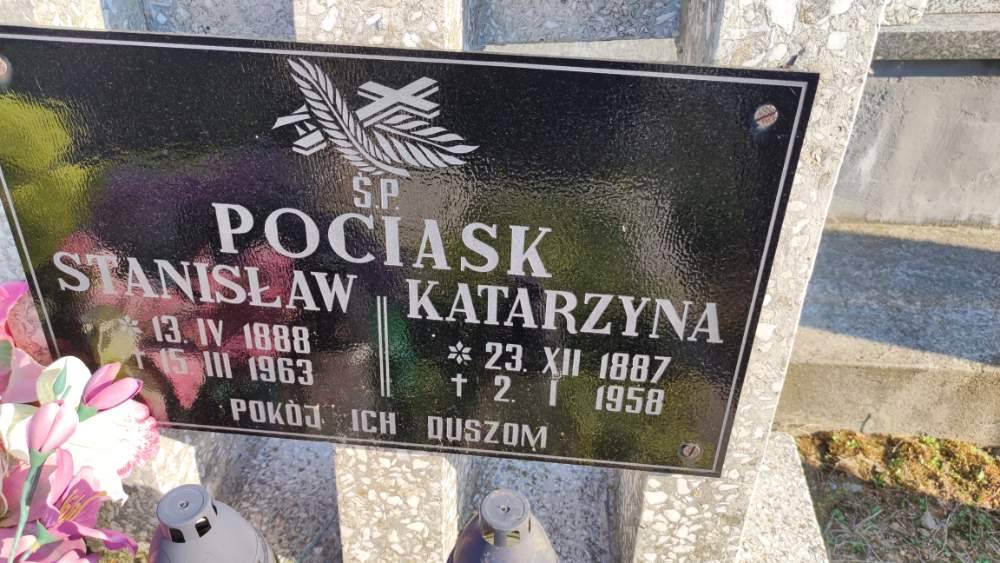 Ś.P.
POCIASK
STANISŁAW KATARZYNA
* 13. IV 1888 * 23. XII 1887
† 15 III 1963 † 2. I 1958
POKÓJ ICH DUSZOM